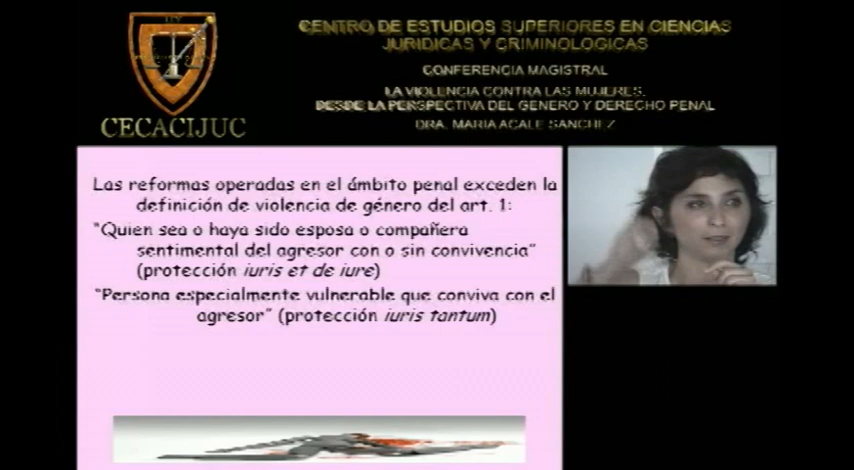 CENTRO DE ESTUDIOS SUPERIORES EN CIENCIAS
JURIDICAS Y CRIMINOLOGICAS
CONFERENCIA MAGISTRAL
LA VIOLENCIA CONTRA LAS MUJERES.
DESDE LA PERSPECTIVA DEL GENERO Y DERECHO PENAL
DRA. MARIA ACALE SANCHEZ
CECACIJUC
Las reformas operadas en el ámbito penal exceden la
definición de violencia de género del art. 1:
"Quien sea o haya sido esposa o compañera
sentimental del agresor con o sin convivencia"
(protección iuris et de iure)
"Persona especialmente vulnerable que conviva con el
agresor" (protección iuris tantum)